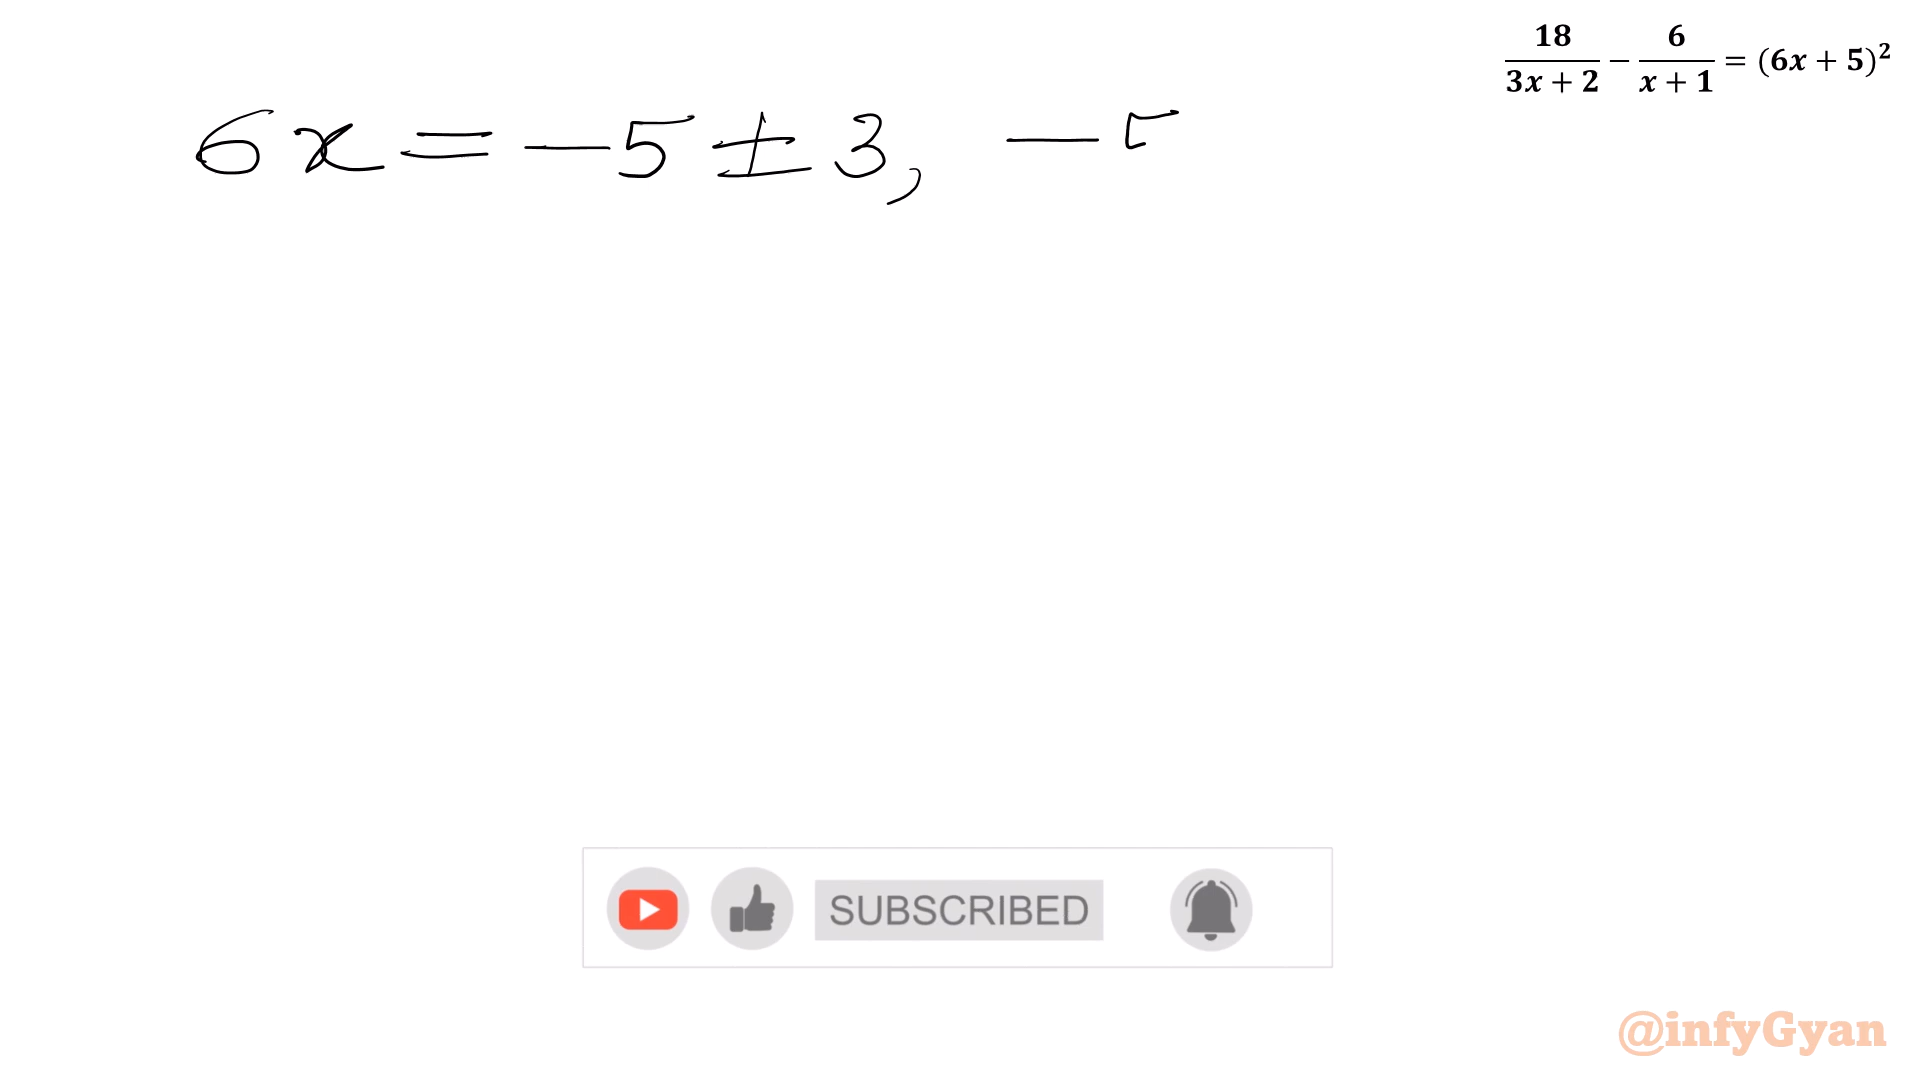 18/(3x + 2) − 6/(x + 1) = (6x + 5)²
6x = −5 ± 3, −
SUBSCRIBED
@infyGyan